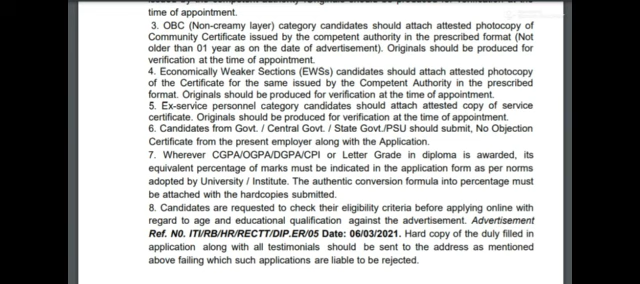 time of appointment.
3. OBC (Non-creamy layer) category candidates should attach attested photocopy of
Community Certificate issued by the competent authority in the prescribed format (Not
older than 01 year as on the date of advertisement). Originals should be produced for
verification at the time of appointment.
4. Economically Weaker Sections (EWSs) candidates should attach attested photocopy
of the Certificate for the same issued by the Competent Authority in the prescribed
format. Originals should be produced for verification at the time of appointment.
5. Ex-service personnel category candidates should attach attested copy of service
certificate. Originals should be produced for verification at the time of appointment.
6. Candidates from Govt. / Central Govt. / State Govt./PSU should submit, No Objection
Certificate from the present employer along with the Application.
7. Wherever CGPA/OGPA/DGPA/CPI or Letter Grade in diploma is awarded, its
equivalent percentage of marks must be indicated in the application form as per norms
adopted by University / Institute. The authentic conversion formula into percentage must
be attached with the hardcopies submitted.
8. Candidates are requested to check their eligibility criteria before applying online with
regard to age and educational qualification against the advertisement. Advertisement
Ref. N0. ITI/RB/HR/RECTT/DIP.ER/05 Date: 06/03/2021. Hard copy of the duly filled in
application along with all testimonials should be sent to the address as mentioned
above failing which such applications are liable to be rejected.